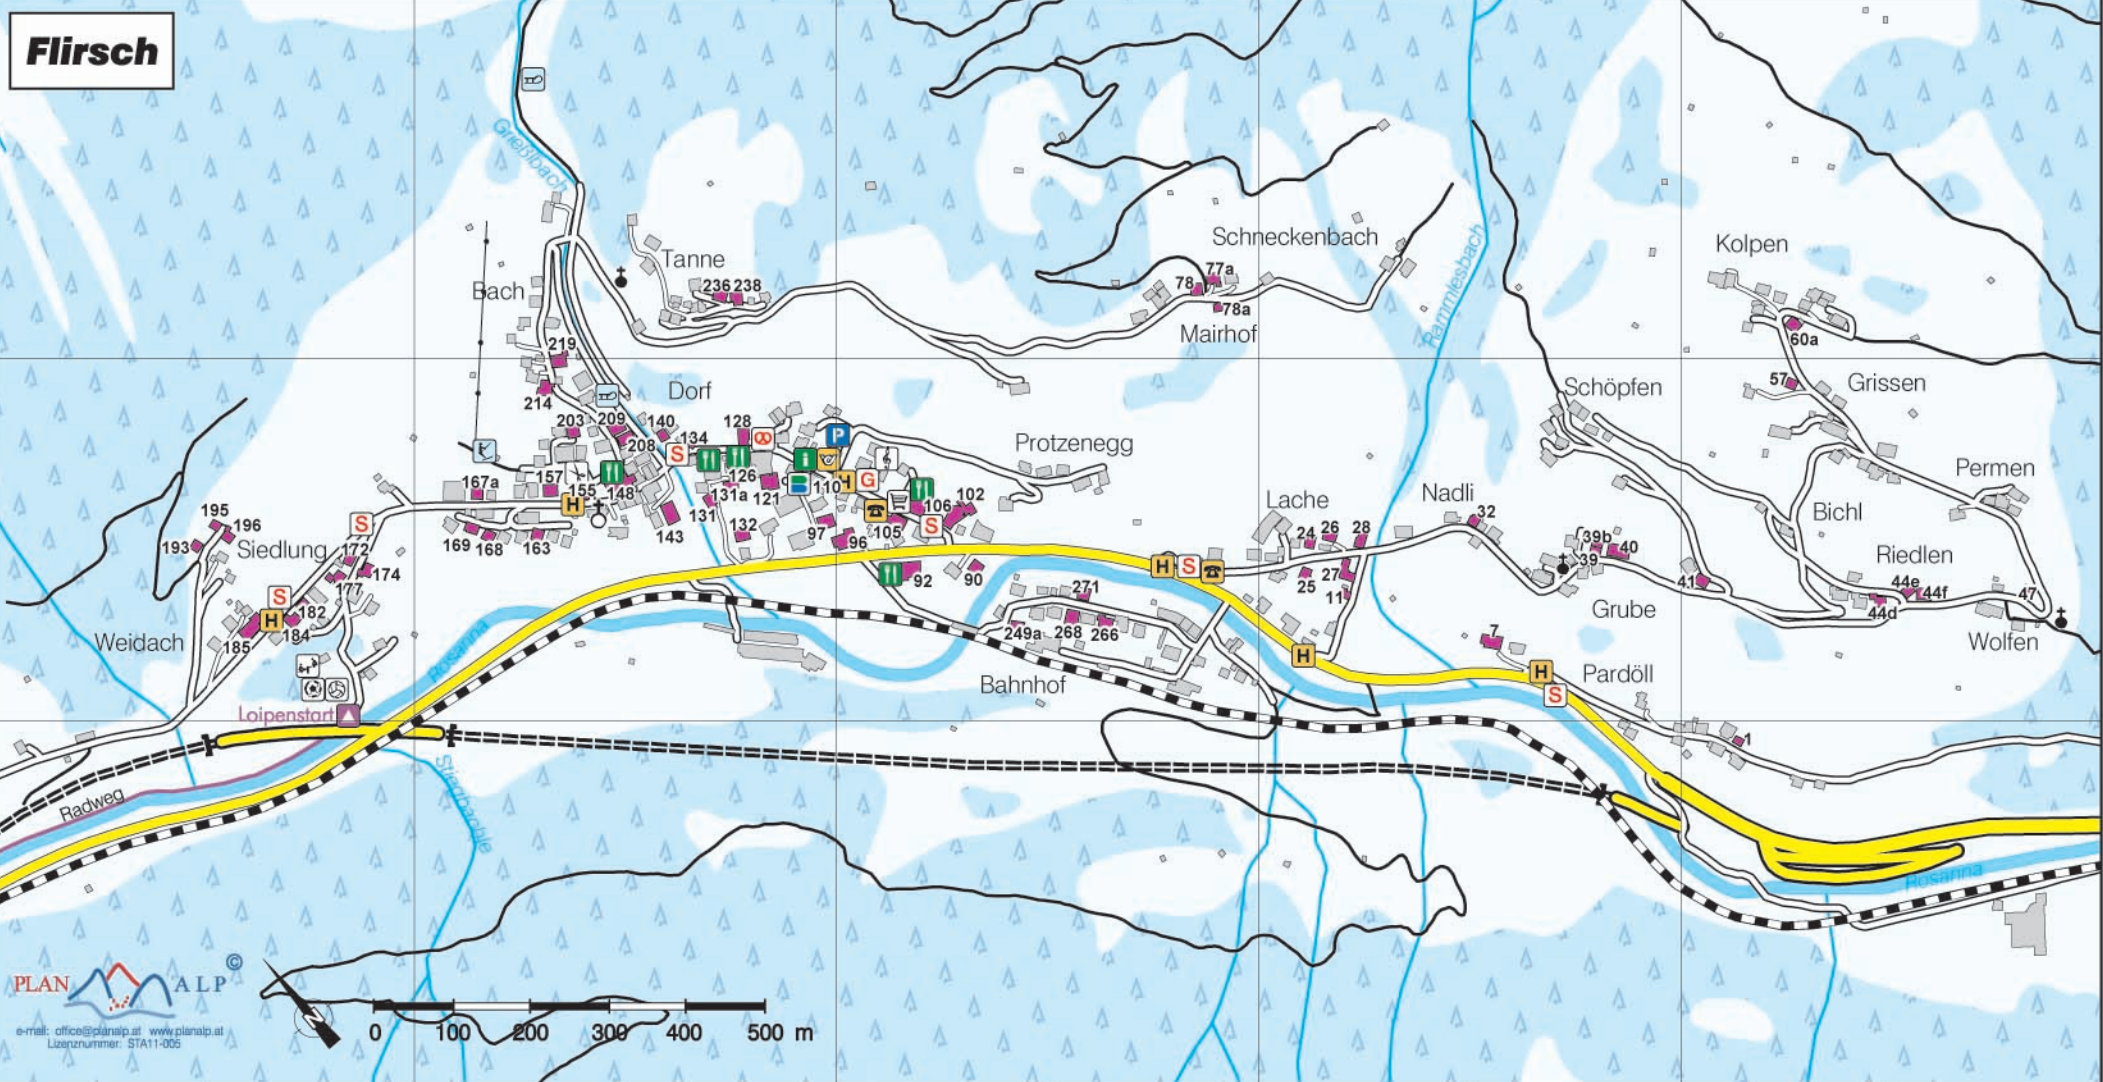 Flirsch
Grießlbach
Tanne
236 238
Bach
Schneckenbach
77a
78
78a
Mairhof
Rammlesbach
Kolpen
60a
57
Grissen
219
214
Dorf
Schöpfen
203 209 140
208
134
128
P
S
Protzenegg
Permen
167a
157
155
148
H
126
131a
121
i
B
110
H
G
106
102
131
132
143
97
96
105
S
92
90
Lache
Nadli
32
Bichl
24 26 28
25 27
11
39b
40
39
41
Grube
Riedlen
44e
44f
44d
47
Wolfen
195
196
193
Siedlung
S
172
174
177
169 168 163
S
H
182
184
185
Weidach
Rosanna
H
S
271
249a 268 266
Bahnhof
H
7
H
S
Pardöll
1
Loipenstart
Radweg
Stigbachle
Rosanna
PLAN ALP ©
e-mail: office@planalp.at www.planalp.at
Lizenznummer: STA11-005
N
0 100 200 300 400 500 m